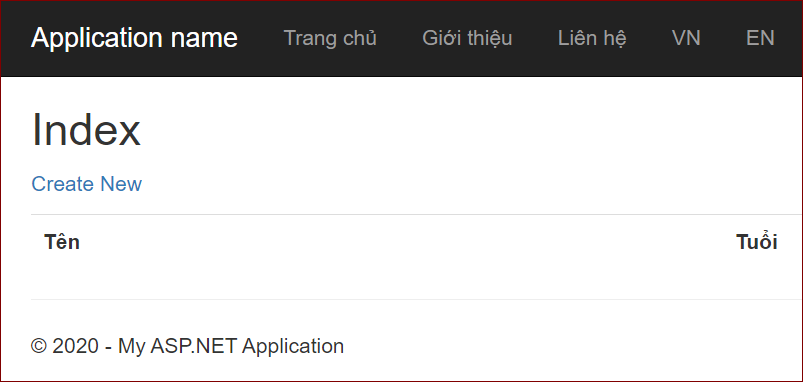 Application name Trang chủ Giới thiệu Liên hệ VN EN
Index
Create New
Tên Tuổi
© 2020 - My ASP.NET Application